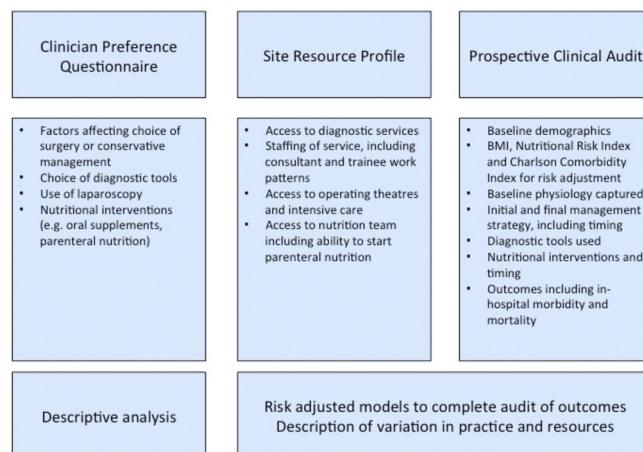 Clinician Preference
Questionnaire
Site Resource Profile
Prospective Clinical Audit
• Factors affecting choice of
surgery or conservative
management
• Choice of diagnostic tools
• Use of laparoscopy
• Nutritional interventions
(e.g. oral supplements,
parenteral nutrition)
• Access to diagnostic services
• Staffing of service, including
consultant and trainee work
patterns
• Access to operating theatres
and intensive care
• Access to nutrition team
including ability to start
parenteral nutrition
• Baseline demographics
• BMI, Nutritional Risk Index
and Charlson Comorbidity
Index for risk adjustment
• Baseline physiology captured
• Initial and final management
strategy, including timing
• Diagnostic tools used
• Nutritional interventions and
timing
• Outcomes including in-
hospital morbidity and
mortality
Descriptive analysis
Risk adjusted models to complete audit of outcomes
Description of variation in practice and resources